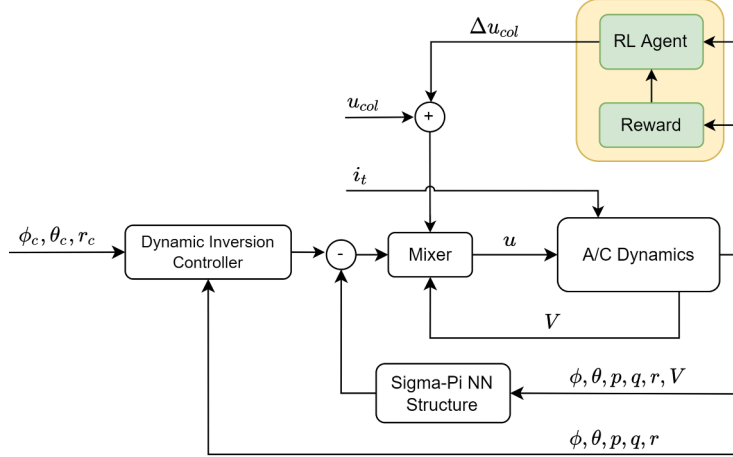 Δu_col
RL Agent
u_col
+
Reward
i_t
ϕ_c, θ_c, r_c
Dynamic Inversion
Controller
-
Mixer
u
A/C Dynamics
V
Sigma-Pi NN
Structure
ϕ, θ, p, q, r, V
ϕ, θ, p, q, r